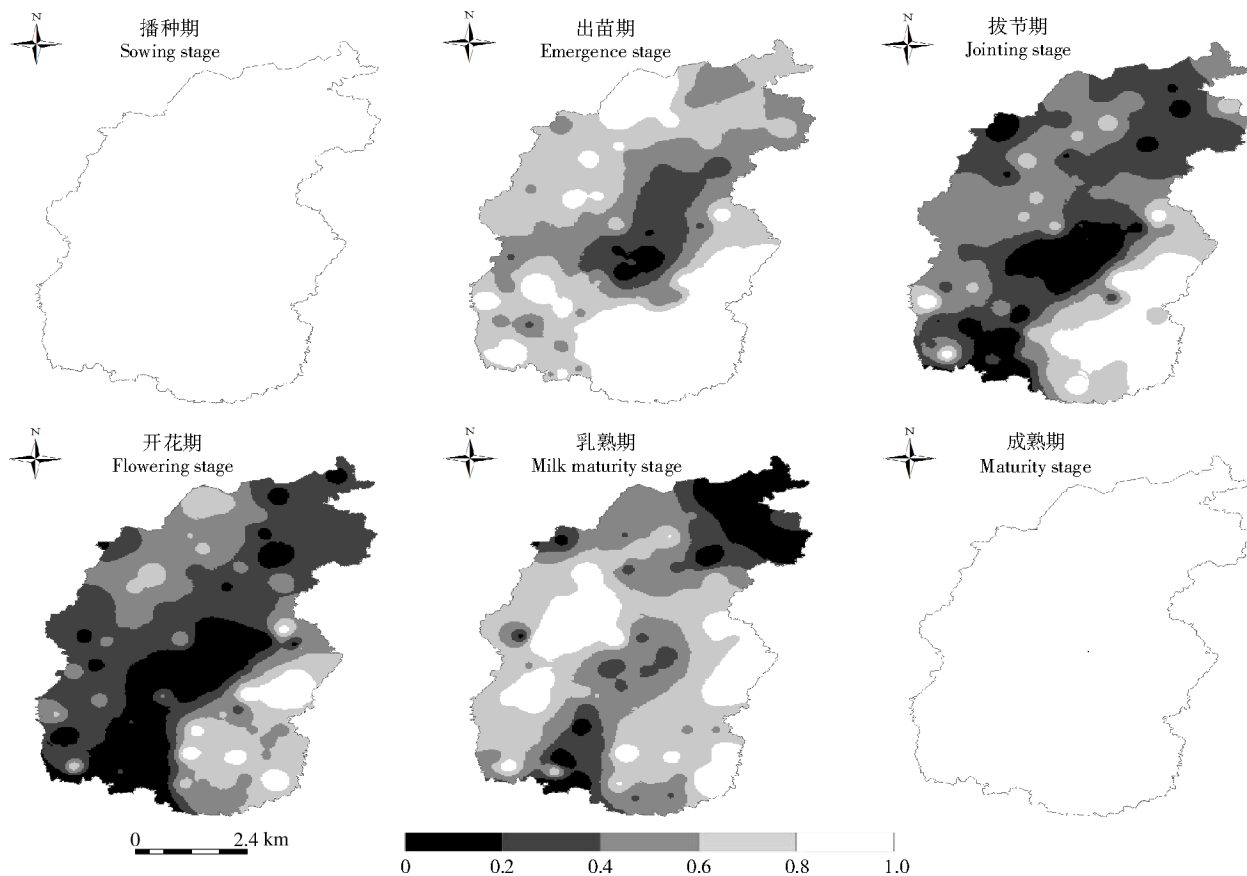 N
播种期
Sowing stage
N
出苗期
Emergence stage
N
拔节期
Jointing stage
N
开花期
Flowering stage
N
乳熟期
Milk maturity stage
N
成熟期
Maturity stage
0 2.4 km
0 0.2 0.4 0.6 0.8 1.0